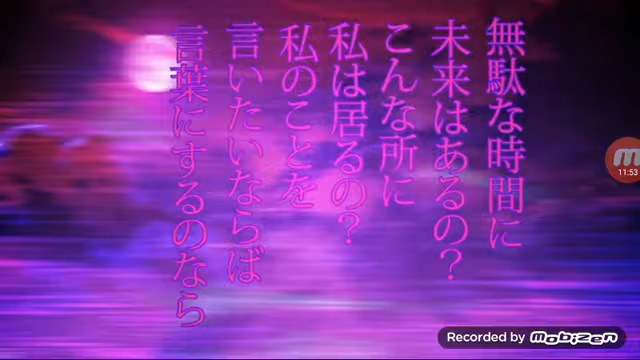 無駄な時間に
未来はあるの？
こんな所に
私は居るの？
私のことを
言いたいならば
言葉にするのなら
11:53
Recorded by mobizen